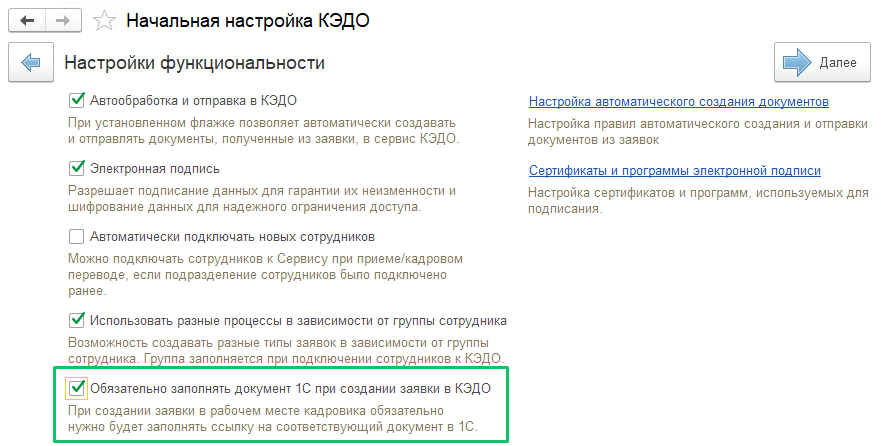 Начальная настройка КЭДО
Настройки функциональности
Далее
Автообработка и отправка в КЭДО
При установленном флажке позволяет автоматически создавать
и отправлять документы, полученные из заявки, в сервис КЭДО.
Электронная подпись
Разрешает подписание данных для гарантии их неизменности и
шифрование данных для надежного ограничения доступа.
Автоматически подключать новых сотрудников
Можно подключать сотрудников к Сервису при приеме/кадровом
переводе, если подразделение сотрудников было подключено
ранее.
Использовать разные процессы в зависимости от группы сотрудника
Возможность создавать разные типы заявок в зависимости от группы
сотрудника. Группа заполняется при подключении сотрудников к КЭДО.
Обязательно заполнять документ 1С при создании заявки в КЭДО
При создании заявки в рабочем месте кадровика обязательно
нужно будет заполнять ссылку на соответствующий документ в 1С.
Настройка автоматического создания документов
Настройка правил автоматического создания и отправки
документов из заявок
Сертификаты и программы электронной подписи
Настройка сертификатов и программ, используемых для
подписания.